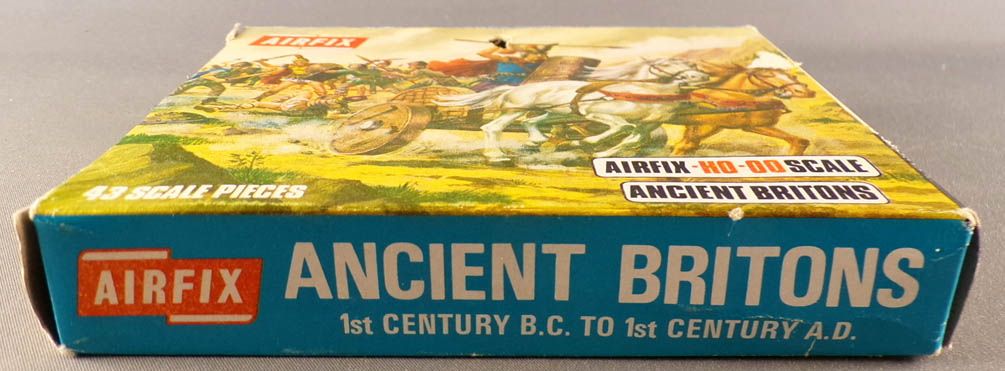 AIRFIX
AIRFIX-HO-OO SCALE
43 SCALE PIECES
ANCIENT BRITONS
AIRFIX
ANCIENT BRITONS
1st CENTURY B.C. TO 1st CENTURY A.D.